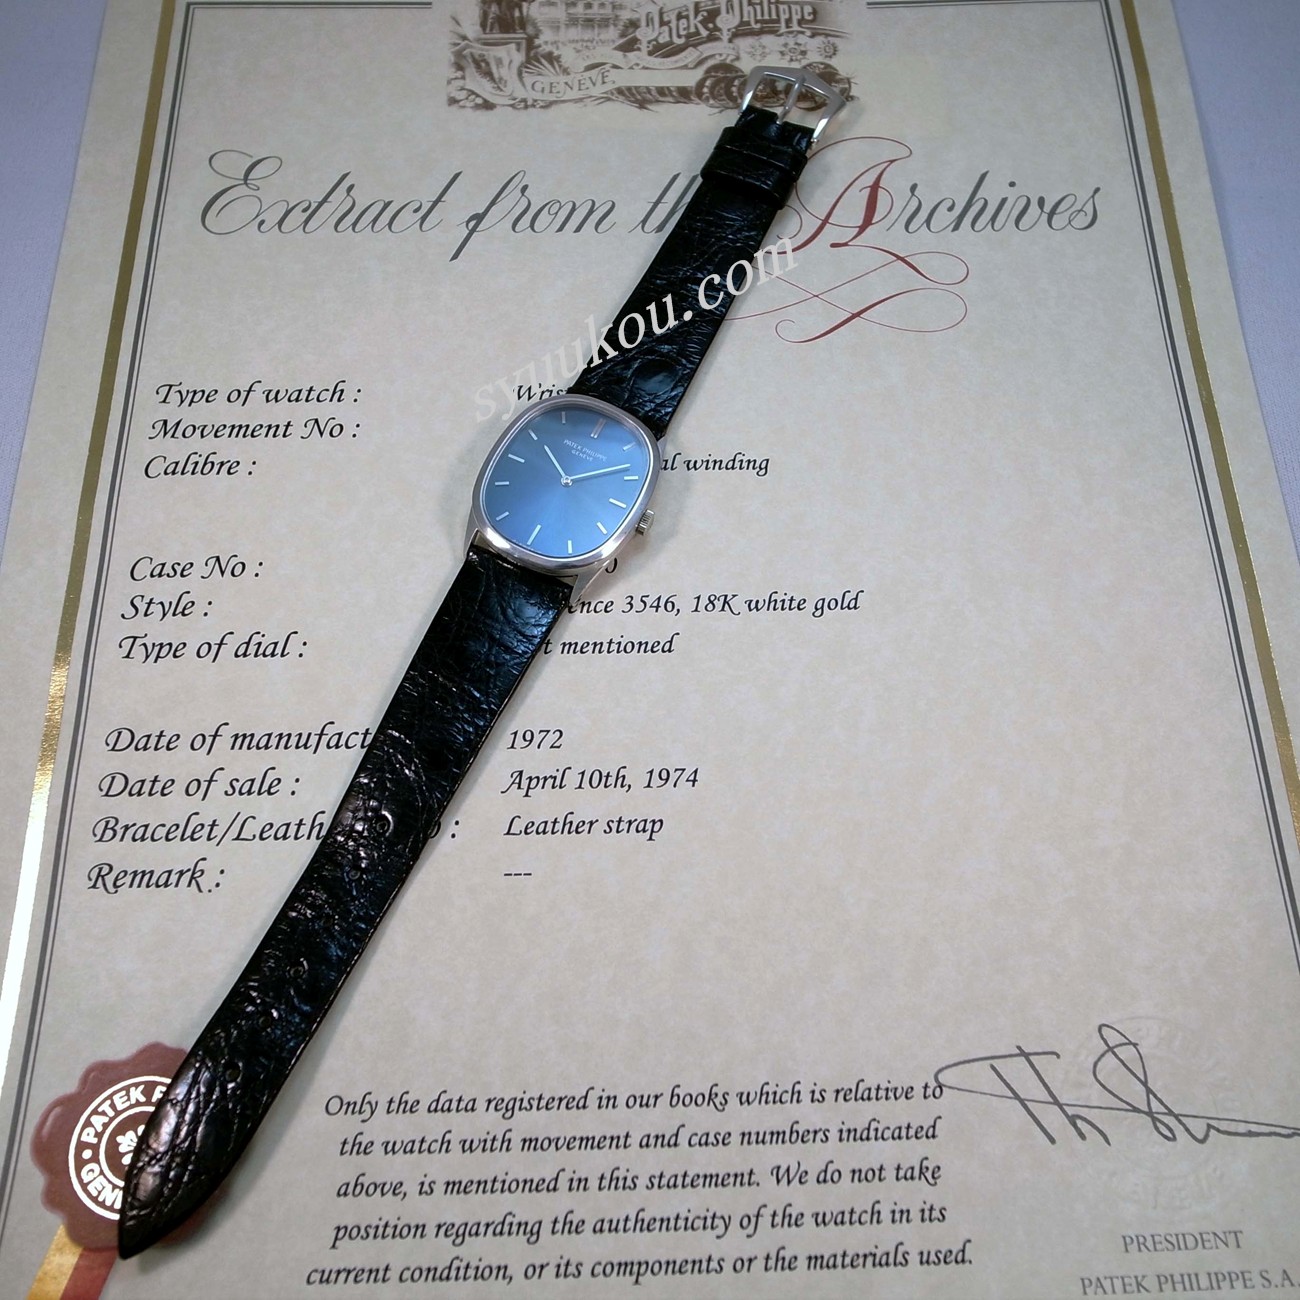 Patek Philippe
GENÈVE
Extract from Archives
syuukou.com
Type of watch :
Movement No :
Calibre : winding
PATEK PHILIPPE
GENEVE
Case No :
Style : 3546, 18K white gold
Type of dial : mentioned
Date of manufact 1972
Date of sale : April 10th, 1974
Bracelet/Leath : Leather strap
Remark : ---
PATEK
Only the data registered in our books which is relative to
the watch with movement and case numbers indicated
above, is mentioned in this statement. We do not take
position regarding the authenticity of the watch in its
current condition, or its components or the materials used.
PRESIDENT
PATEK PHILIPPE S.A.